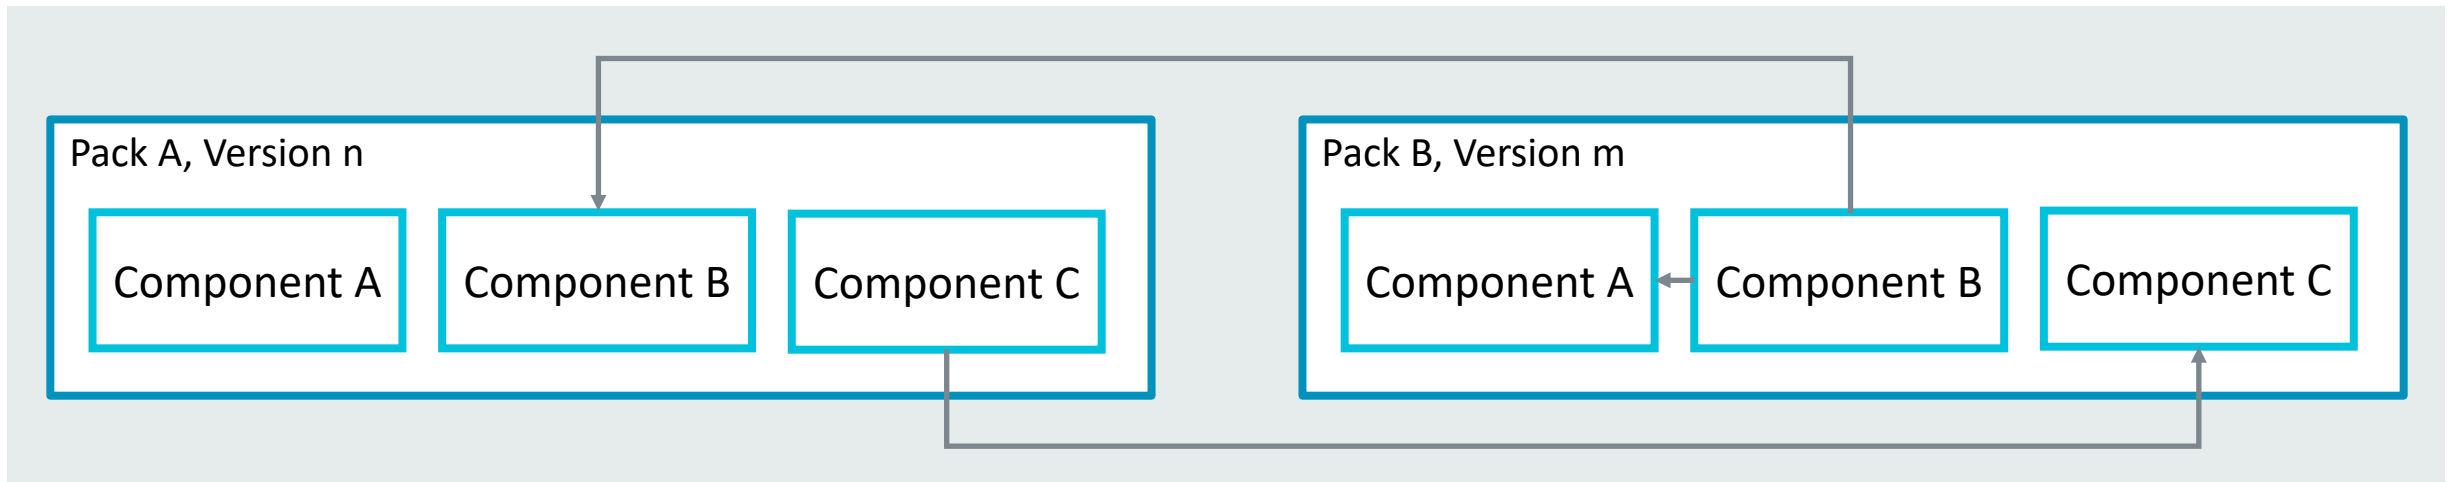 Pack A, Version n
Component A
Component B
Component C
Pack B, Version m
Component A
Component B
Component C